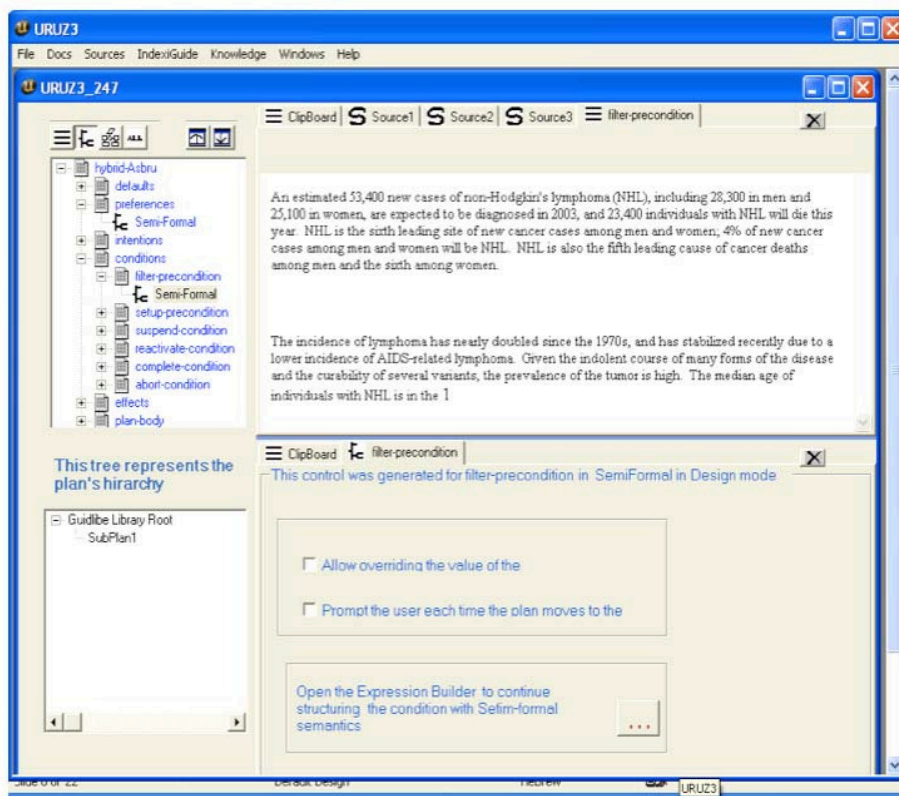 URUZ3
File Docs Sources IndexiGuide Knowledge Windows Help
URUZ3_247
ClipBoard Source1 Source2 Source3 filter-precondition X
ALL
hybrid-Asbru
defaults
preferences
Semi-Formal
intentions
conditions
filter-precondition
Semi-Formal
setup-precondition
suspend-condition
reactivate-condition
complete-condition
abort-condition
effects
plan-body
An estimated 53,400 new cases of non-Hodgkin's lymphoma (NHL), including 28,300 in men and
25,100 in women, are expected to be diagnosed in 2003, and 23,400 individuals with NHL will die this
year. NHL is the sixth leading site of new cancer cases among men and women; 4% of new cancer
cases among men and women will be NHL. NHL is also the fifth leading cause of cancer deaths
among men and the sixth among women.
The incidence of lymphoma has nearly doubled since the 1970s, and has stabilized recently due to a
lower incidence of AIDS-related lymphoma. Given the indolent course of many forms of the disease
and the curability of several variants, the prevalence of the tumor is high. The median age of
individuals with NHL is in the 1
This tree represents the
plan's hirarchy
Guidlibe Library Root
SubPlan1
ClipBoard filter-precondition X
This control was generated for filter-precondition in SemiFormal in Design mode
Allow overriding the value of the
Prompt the user each time the plan moves to the
Open the Expression Builder to continue
structuring the condition with Setim-formal
semantics
...
Slide 6 of 22 Default Design Hebrew
URUZ3